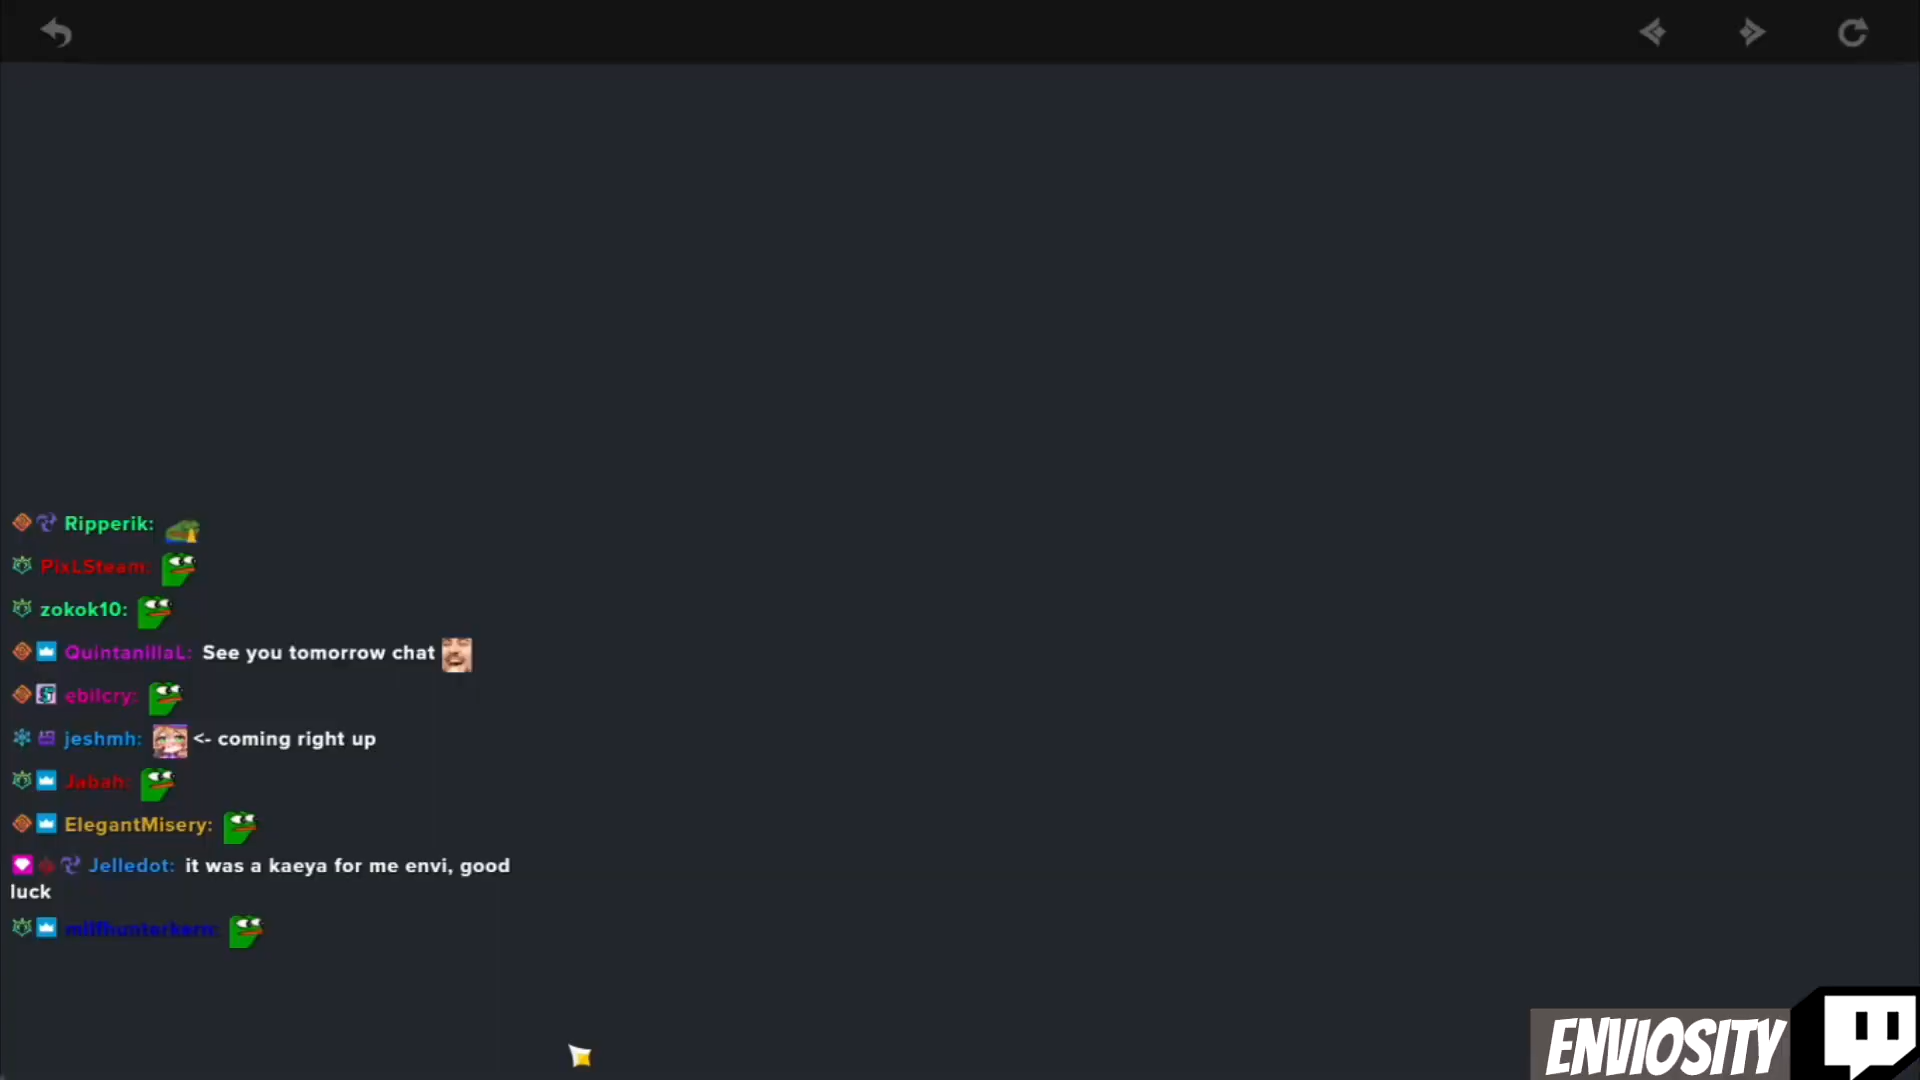 Ripperik:
PixLSteam:
zokok10:
QuintanillaL: See you tomorrow chat
ebilcry:
jeshmh: <- coming right up
Jabah:
ElegantMisery:
Jelledot: it was a kaeya for me envi, good
luck
milfhunterkern:
ENVIOSITY